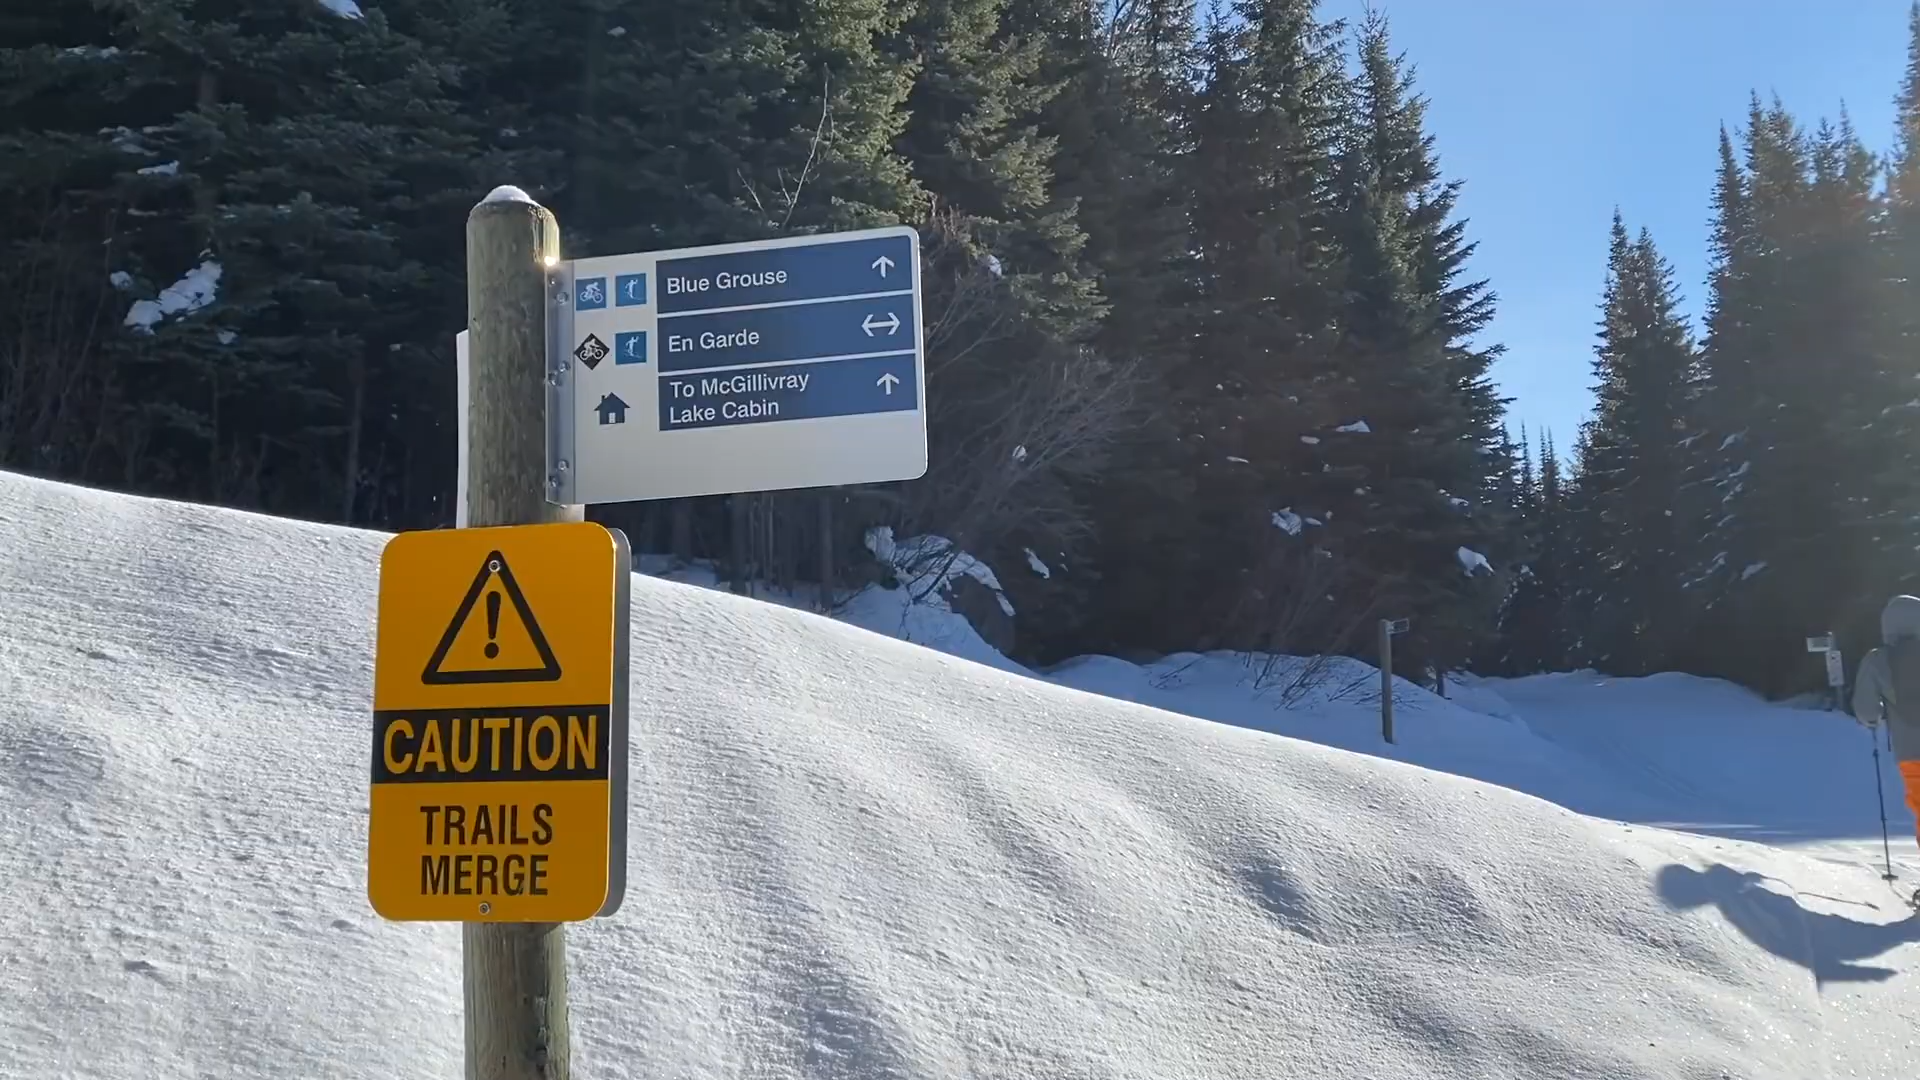 Blue Grouse
En Garde
To McGillivray
Lake Cabin
CAUTION
TRAILS
MERGE